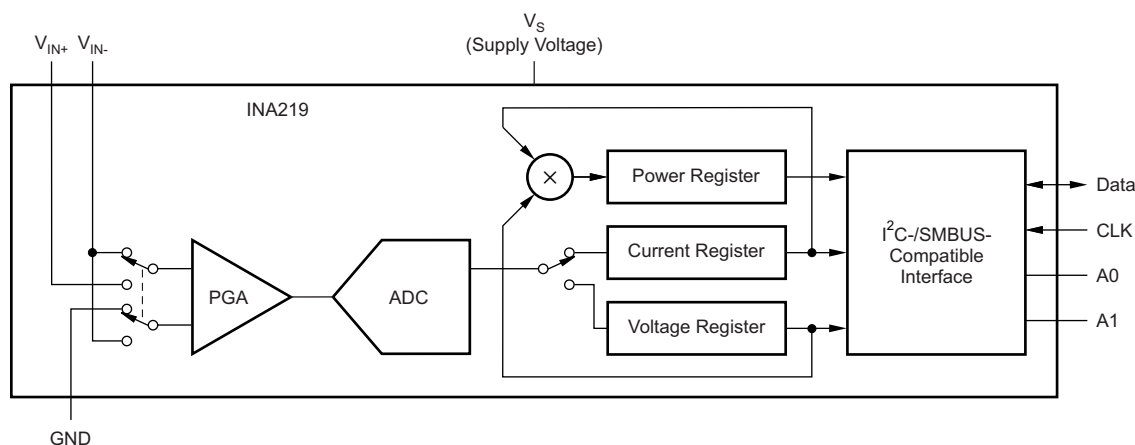 V_S
(Supply Voltage)
V_IN+ V_IN-
INA219
×
Power Register
Current Register
Voltage Register
PGA
ADC
I²C-/SMBUS-
Compatible
Interface
Data
CLK
A0
A1
GND